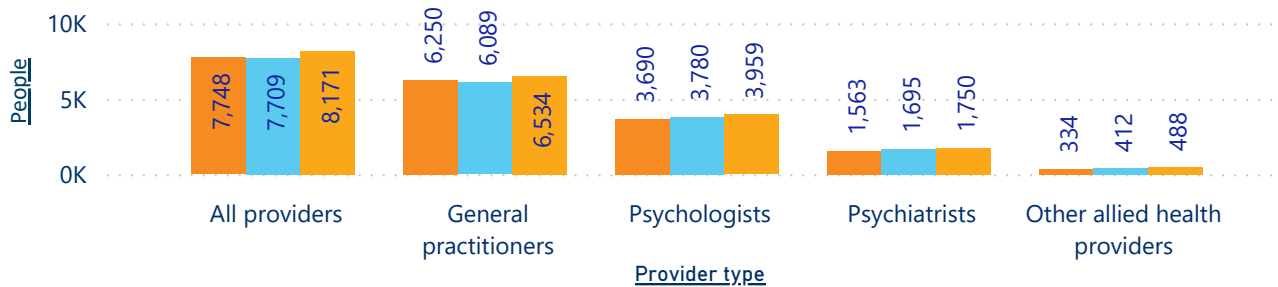 People
10K
5K
0K
7,748
7,709
8,171
6,250
6,089
6,534
3,690
3,780
3,959
1,563
1,695
1,750
334
412
488
All providers
General
practitioners
Psychologists
Psychiatrists
Other allied health
providers
Provider type